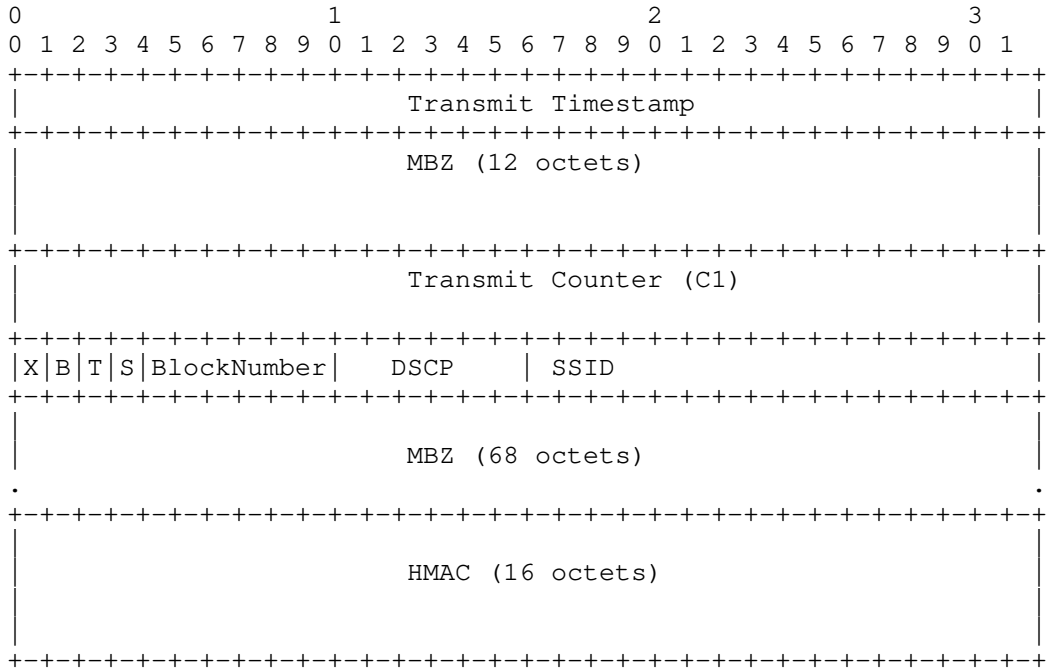 0                   1                   2                   3
0 1 2 3 4 5 6 7 8 9 0 1 2 3 4 5 6 7 8 9 0 1 2 3 4 5 6 7 8 9 0 1
+-+-+-+-+-+-+-+-+-+-+-+-+-+-+-+-+-+-+-+-+-+-+-+-+-+-+-+-+-+-+-+-+
|                        Transmit Timestamp                     |
+-+-+-+-+-+-+-+-+-+-+-+-+-+-+-+-+-+-+-+-+-+-+-+-+-+-+-+-+-+-+-+-+
|                        MBZ (12 octets)                        |
|                                                               |
|                                                               |
+-+-+-+-+-+-+-+-+-+-+-+-+-+-+-+-+-+-+-+-+-+-+-+-+-+-+-+-+-+-+-+-+
|                        Transmit Counter (C1)                  |
|                                                               |
+-+-+-+-+-+-+-+-+-+-+-+-+-+-+-+-+-+-+-+-+-+-+-+-+-+-+-+-+-+-+-+-+
|X|B|T|S|BlockNumber|   DSCP    | SSID                          |
+-+-+-+-+-+-+-+-+-+-+-+-+-+-+-+-+-+-+-+-+-+-+-+-+-+-+-+-+-+-+-+-+
|                                                               |
|                        MBZ (68 octets)                        |
.                                                               .
+-+-+-+-+-+-+-+-+-+-+-+-+-+-+-+-+-+-+-+-+-+-+-+-+-+-+-+-+-+-+-+-+
|                                                               |
|                        HMAC (16 octets)                       |
|                                                               |
|                                                               |
+-+-+-+-+-+-+-+-+-+-+-+-+-+-+-+-+-+-+-+-+-+-+-+-+-+-+-+-+-+-+-+-+